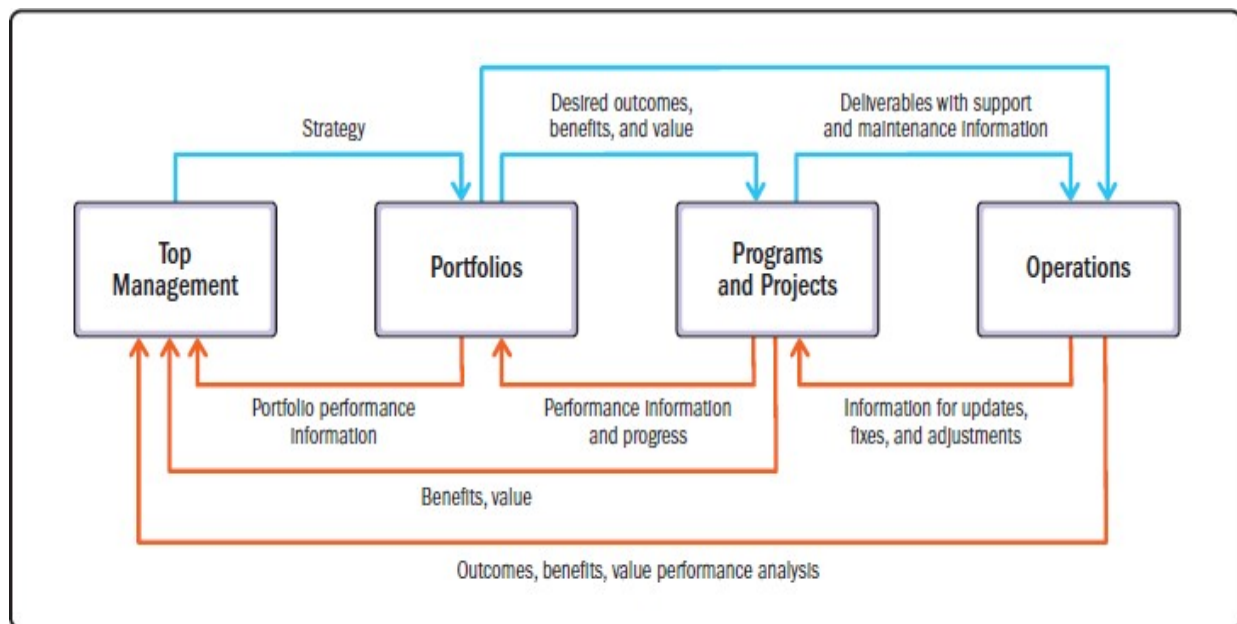 Strategy
Desired outcomes,
benefits, and value
Deliverables with support
and maintenance information
Top
Management
Portfolios
Programs
and Projects
Operations
Portfolio performance
information
Performance information
and progress
Information for updates,
fixes, and adjustments
Benefits, value
Outcomes, benefits, value performance analysis